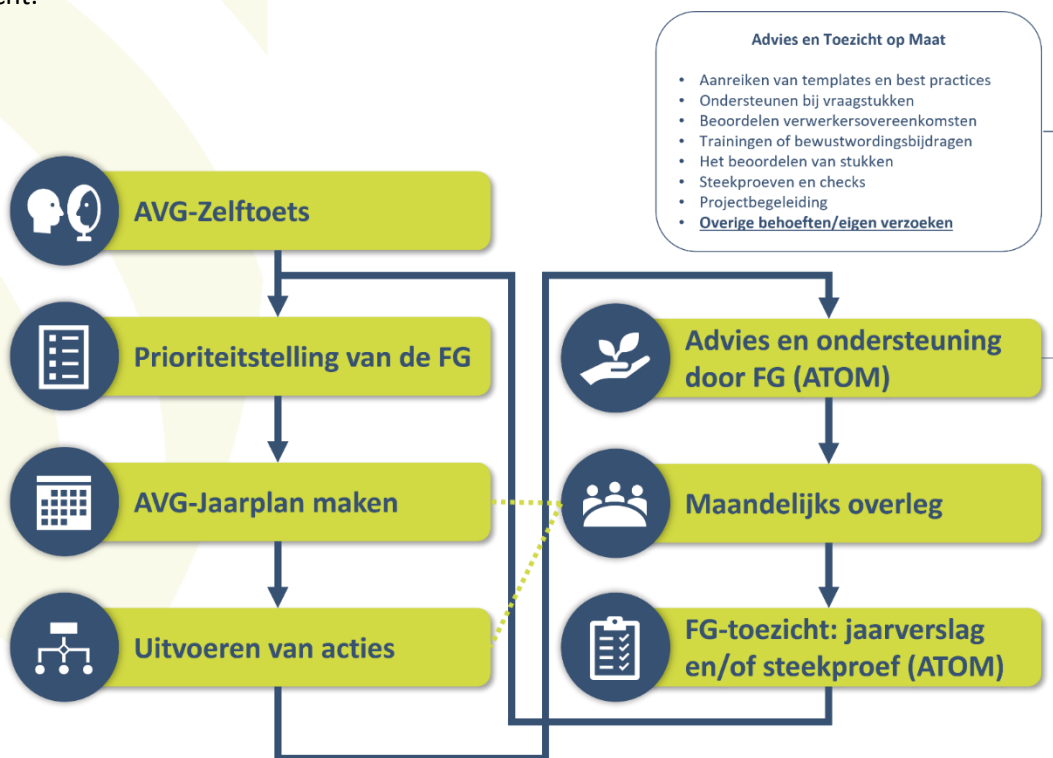 Advies en Toezicht op Maat
• Aanreiken van templates en best practices
• Ondersteunen bij vraagstukken
• Beoordelen verwerkersovereenkomsten
• Trainingen of bewustwordingsbijdragen
• Het beoordelen van stukken
• Steekproeven en checks
• Projectbegeleiding
• Overige behoeften/eigen verzoeken
AVG-Zelftoets
Prioriteitstelling van de FG
AVG-Jaarplan maken
Uitvoeren van acties
Advies en ondersteuning
door FG (ATOM)
Maandelijks overleg
FG-toezicht: jaarverslag
en/of steekproef (ATOM)